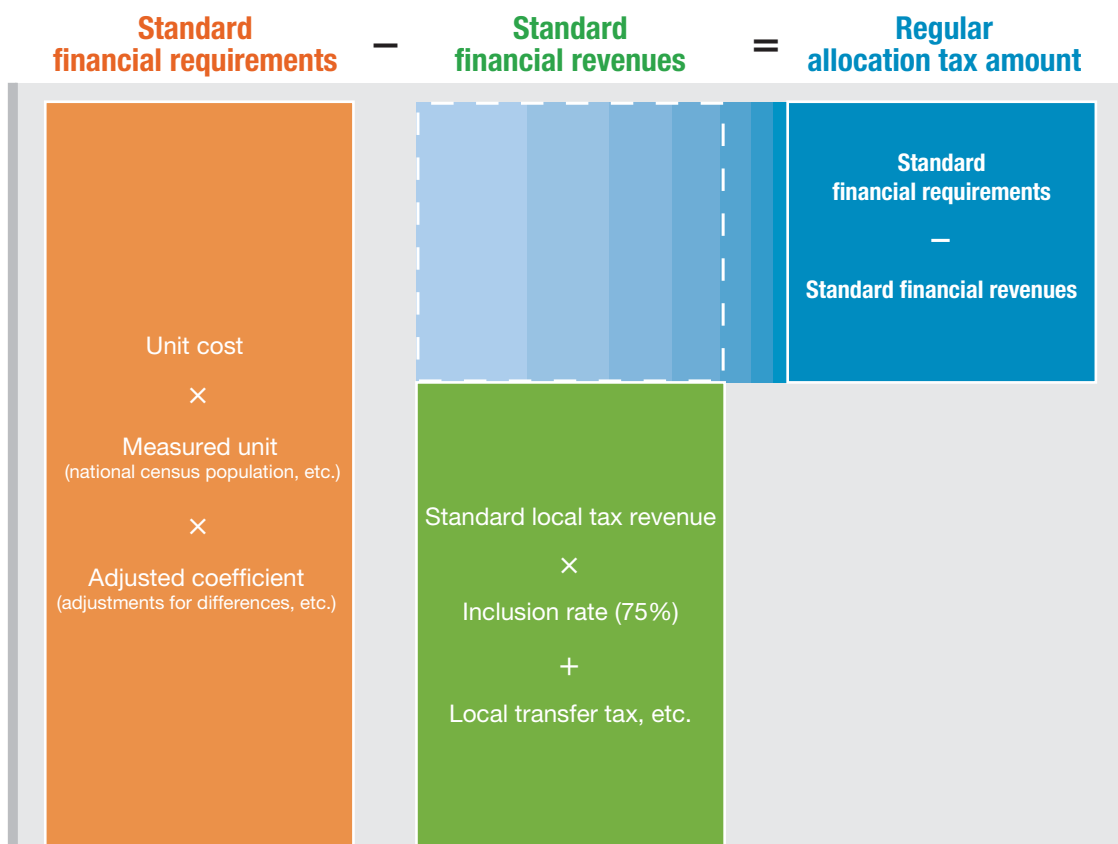 Standard
financial requirements
−
Standard
financial revenues
=
Regular
allocation tax amount
Unit cost
×
Measured unit
(national census population, etc.)
×
Adjusted coefficient
(adjustments for differences, etc.)
Standard local tax revenue
×
Inclusion rate (75%)
+
Local transfer tax, etc.
Standard
financial requirements
−
Standard financial revenues